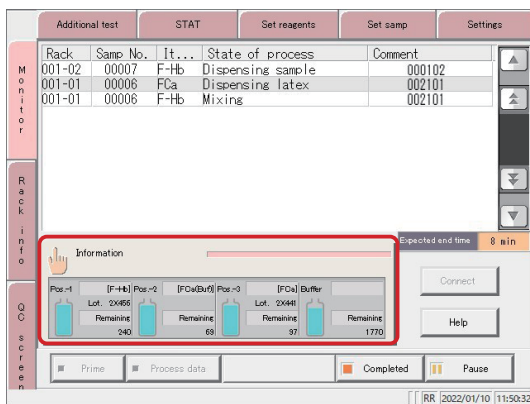 Additional test STAT Set reagents Set samp Settings
Monitor
Rack info
QC screen
Rack Samp No. It... State of process Comment
001-02 00007 F-Hb Dispensing sample 000102
001-01 00006 FCa Dispensing latex 002101
001-01 00006 F-Hb Mixing 002101
Expected end time 8 min
Information
Pos.-1 [F-Hb] Pos.-2 [FCa(Buf)] Pos.-3 [FCa] Buffer
Lot. 2X456 Lot. 2X441
Remaining Remaining Remaining Remaining
240 69 97 1770
Connect
Help
Prime Process data Completed Pause
RR 2022/01/10 11:50:32